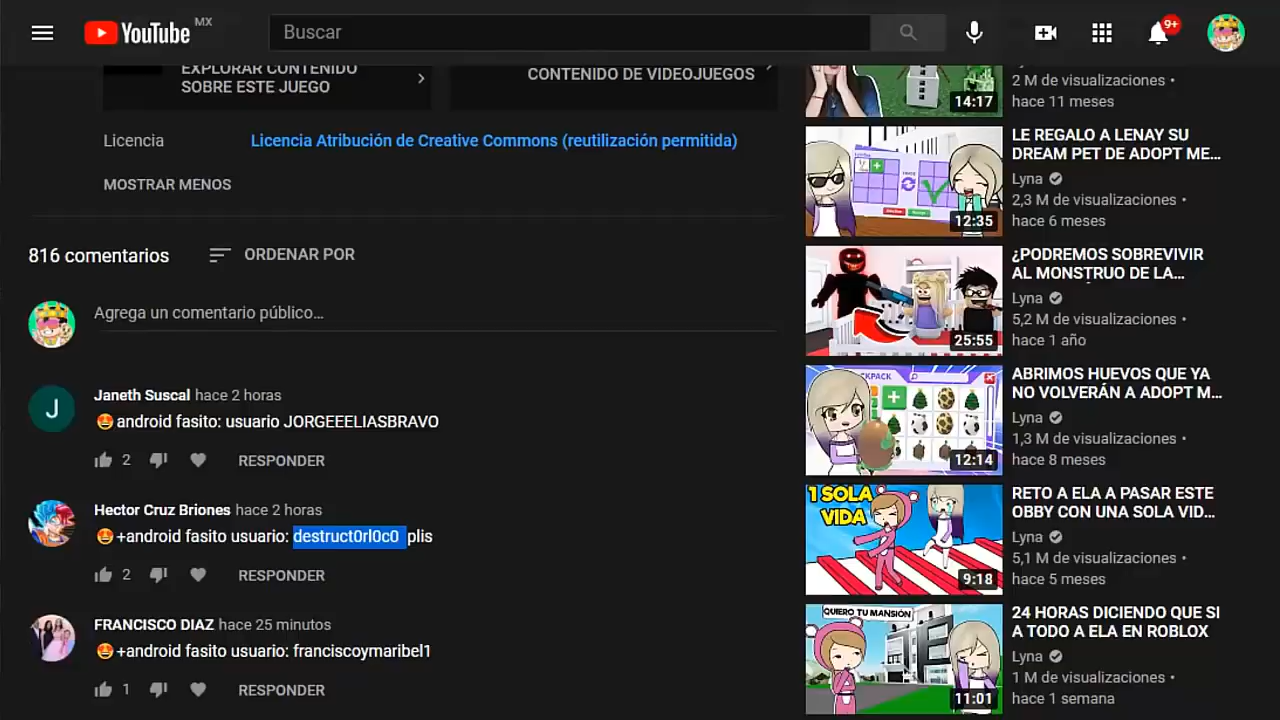 YouTube MX
Buscar
9+
EXPLORAR CONTENIDO
SOBRE ESTE JUEGO
CONTENIDO DE VIDEOJUEGOS
Licencia
Licencia Atribución de Creative Commons (reutilización permitida)
MOSTRAR MENOS
816 comentarios
ORDENAR POR
Agrega un comentario público...
Janeth Suscal hace 2 horas
🤩android fasito: usuario JORGEEELIASBRAVO
2
RESPONDER
Hector Cruz Briones hace 2 horas
🤩+android fasito usuario: destruct0rl0c0 plis
2
RESPONDER
FRANCISCO DIAZ hace 25 minutos
🤩+android fasito usuario: franciscoymaribel1
1
RESPONDER
14:17
2 M de visualizaciones •
hace 11 meses
12:35
LE REGALO A LENAY SU
DREAM PET DE ADOPT ME...
Lyna
2,3 M de visualizaciones •
hace 6 meses
25:55
¿PODREMOS SOBREVIVIR
AL MONSTRUO DE LA...
Lyna
5,2 M de visualizaciones •
hace 1 año
CKPACK
12:14
ABRIMOS HUEVOS QUE YA
NO VOLVERÁN A ADOPT M...
Lyna
1,3 M de visualizaciones •
hace 8 meses
1 SOLA
VIDA
9:18
RETO A ELA A PASAR ESTE
OBBY CON UNA SOLA VID...
Lyna
5,1 M de visualizaciones •
hace 5 meses
QUIERO TU MANSIÓN
11:01
24 HORAS DICIENDO QUE SI
A TODO A ELA EN ROBLOX
Lyna
1 M de visualizaciones •
hace 1 semana